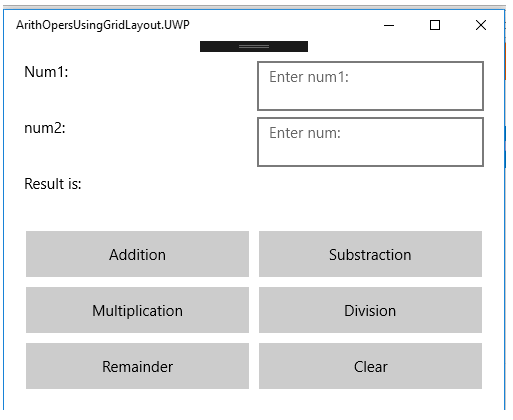 ArithOpersUsingGridLayout.UWP
Num1:
Enter num1:
num2:
Enter num:
Result is:
Addition
Substraction
Multiplication
Division
Remainder
Clear